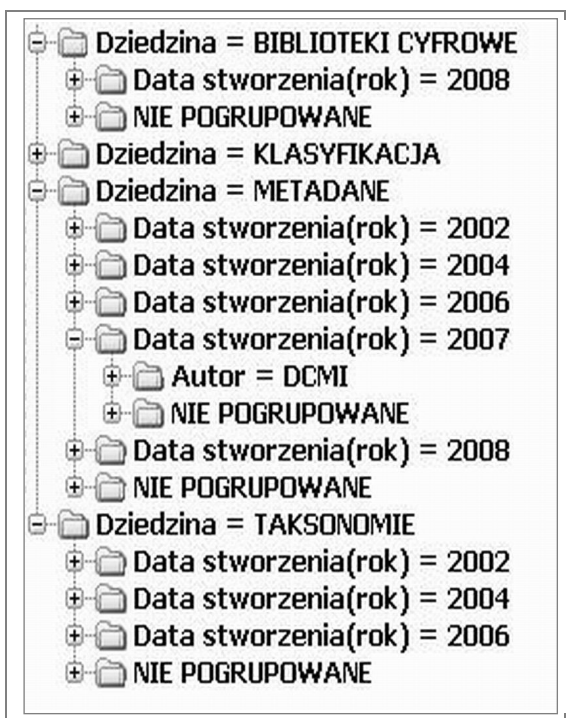 Dziedzina = BIBLIOTEKI CYFROWE
Data stworzenia(rok) = 2008
NIE POGRUPOWANE
Dziedzina = KLASYFIKACJA
Dziedzina = METADANE
Data stworzenia(rok) = 2002
Data stworzenia(rok) = 2004
Data stworzenia(rok) = 2006
Data stworzenia(rok) = 2007
Autor = DCMI
NIE POGRUPOWANE
Data stworzenia(rok) = 2008
NIE POGRUPOWANE
Dziedzina = TAKSONOMIE
Data stworzenia(rok) = 2002
Data stworzenia(rok) = 2004
Data stworzenia(rok) = 2006
NIE POGRUPOWANE